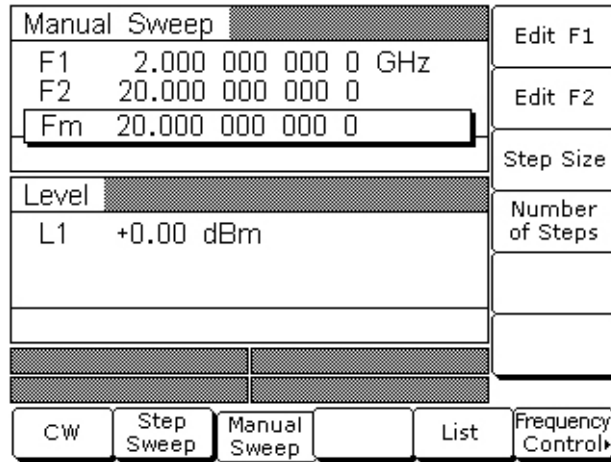 Manual Sweep
F1 2.000 000 000 0 GHz
F2 20.000 000 000 0
Fm 20.000 000 000 0
Level
L1 +0.00 dBm
Edit F1
Edit F2
Step Size
Number
of Steps
CW
Step
Sweep
Manual
Sweep
List
Frequency
Control